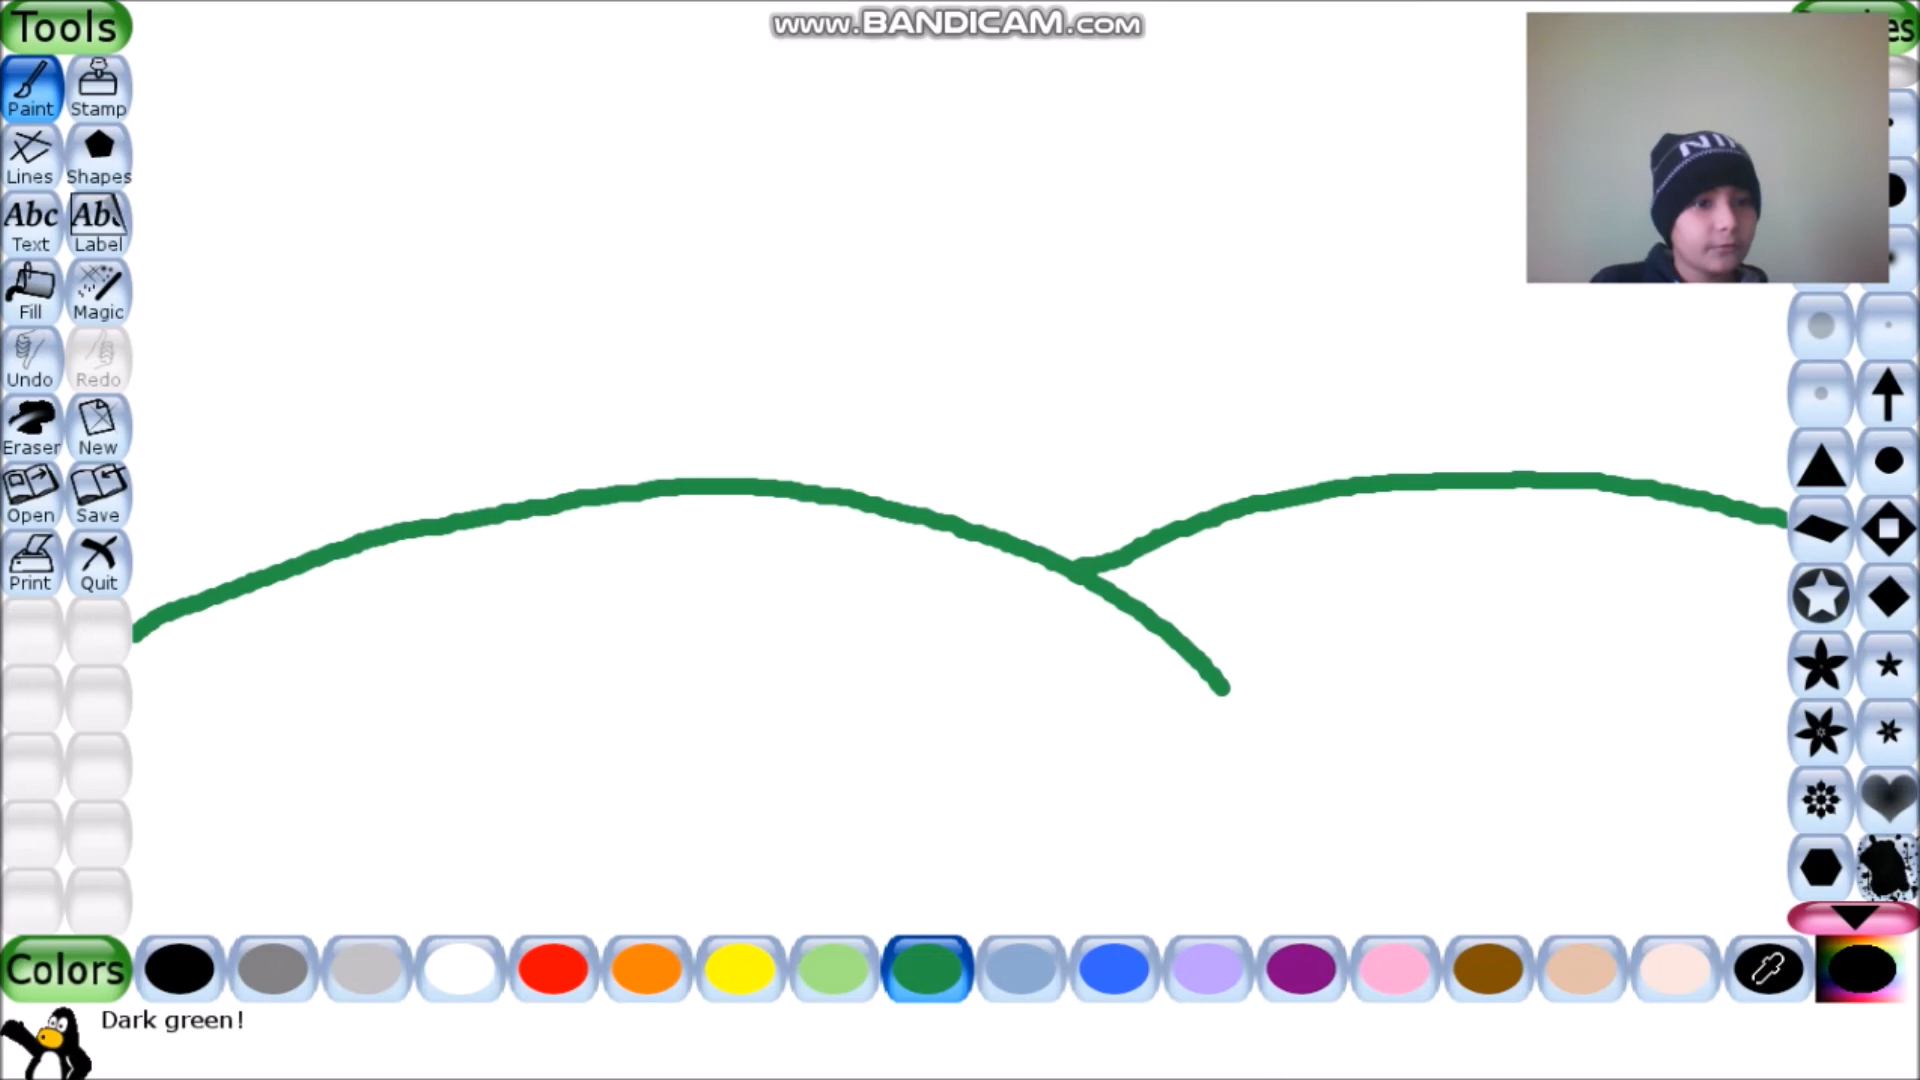 www.BANDICAM.com
Tools
Paint
Stamp
Lines
Shapes
Abc
Text
Label
Fill
Magic
Undo
Redo
Eraser
New
Open
Save
Print
Quit
Colors
Dark green!